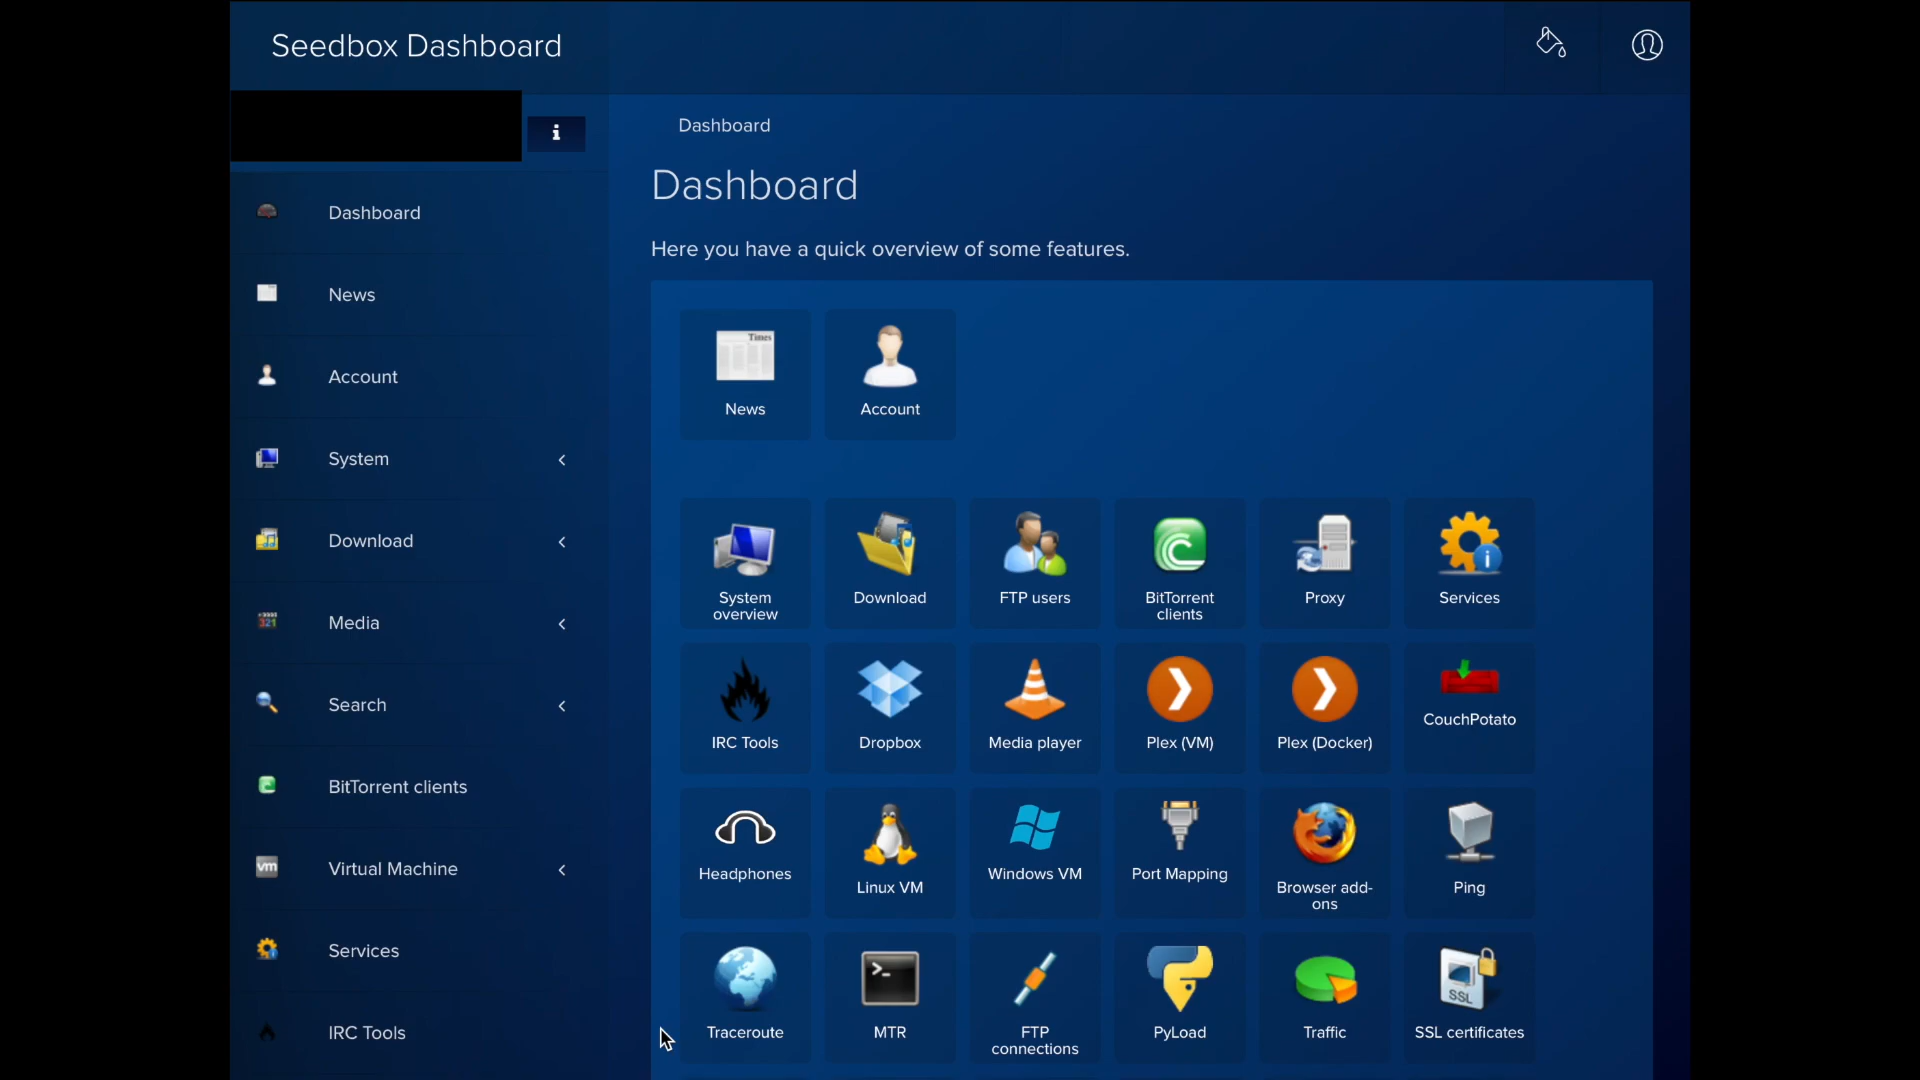 Seedbox Dashboard
i
Dashboard
News
Account
System
Download
Media
Search
BitTorrent clients
vm
Virtual Machine
Services
IRC Tools
Dashboard
Dashboard
Here you have a quick overview of some features.
Times
News
Account
System
overview
Download
FTP users
BitTorrent
clients
Proxy
i
Services
IRC Tools
Dropbox
Media player
Plex (VM)
Plex (Docker)
CouchPotato
Headphones
Linux VM
Windows VM
Port Mapping
Browser add-
ons
Ping
Traceroute
>_
MTR
FTP
connections
PyLoad
Traffic
SSL
SSL certificates